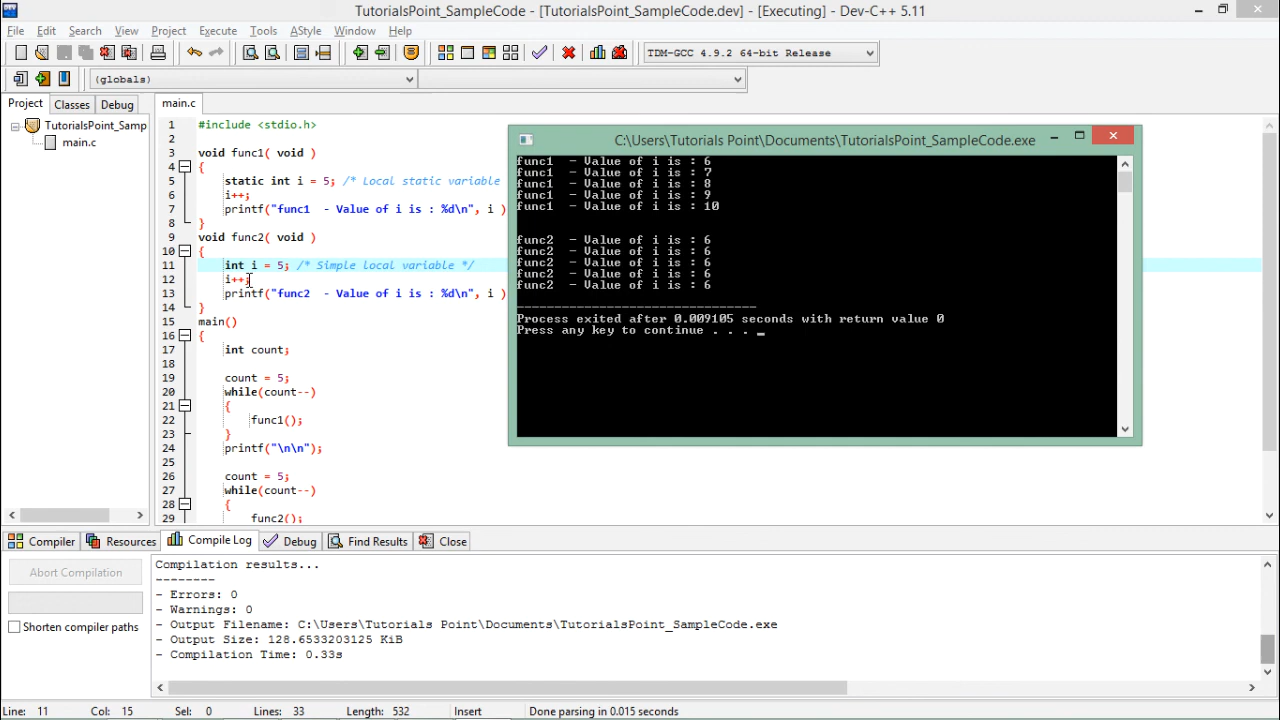 TutorialsPoint_SampleCode - [TutorialsPoint_SampleCode.dev] - [Executing] - Dev-C++ 5.11
File Edit Search View Project Execute Tools AStyle Window Help
TDM-GCC 4.9.2 64-bit Release
(globals)
Project Classes Debug
TutorialsPoint_Samp
main.c
main.c
1 #include <stdio.h>
2
3 void func1( void )
4 {
5 static int i = 5; /* Local static variable
6 i++;
7 printf("func1  - Value of i is : %d\n", i )
8 }
9 void func2( void )
10 {
11 int i = 5; /* Simple local variable */
12 i++;
13 printf("func2  - Value of i is : %d\n", i )
14 }
15 main()
16 {
17 int count;
18
19 count = 5;
20 while(count--)
21 {
22 func1();
23 }
24 printf("\n\n");
25
26 count = 5;
27 while(count--)
28 {
29 func2();
C:\Users\Tutorials Point\Documents\TutorialsPoint_SampleCode.exe
func1  - Value of i is : 6
func1  - Value of i is : 7
func1  - Value of i is : 8
func1  - Value of i is : 9
func1  - Value of i is : 10
func2  - Value of i is : 6
func2  - Value of i is : 6
func2  - Value of i is : 6
func2  - Value of i is : 6
func2  - Value of i is : 6
--------------------------------
Process exited after 0.009105 seconds with return value 0
Press any key to continue . . . _
Compiler Resources Compile Log Debug Find Results Close
Abort Compilation
Shorten compiler paths
Compilation results...
--------
- Errors: 0
- Warnings: 0
- Output Filename: C:\Users\Tutorials Point\Documents\TutorialsPoint_SampleCode.exe
- Output Size: 128.6533203125 KiB
- Compilation Time: 0.33s
Line: 11 Col: 15 Sel: 0 Lines: 33 Length: 532 Insert Done parsing in 0.015 seconds